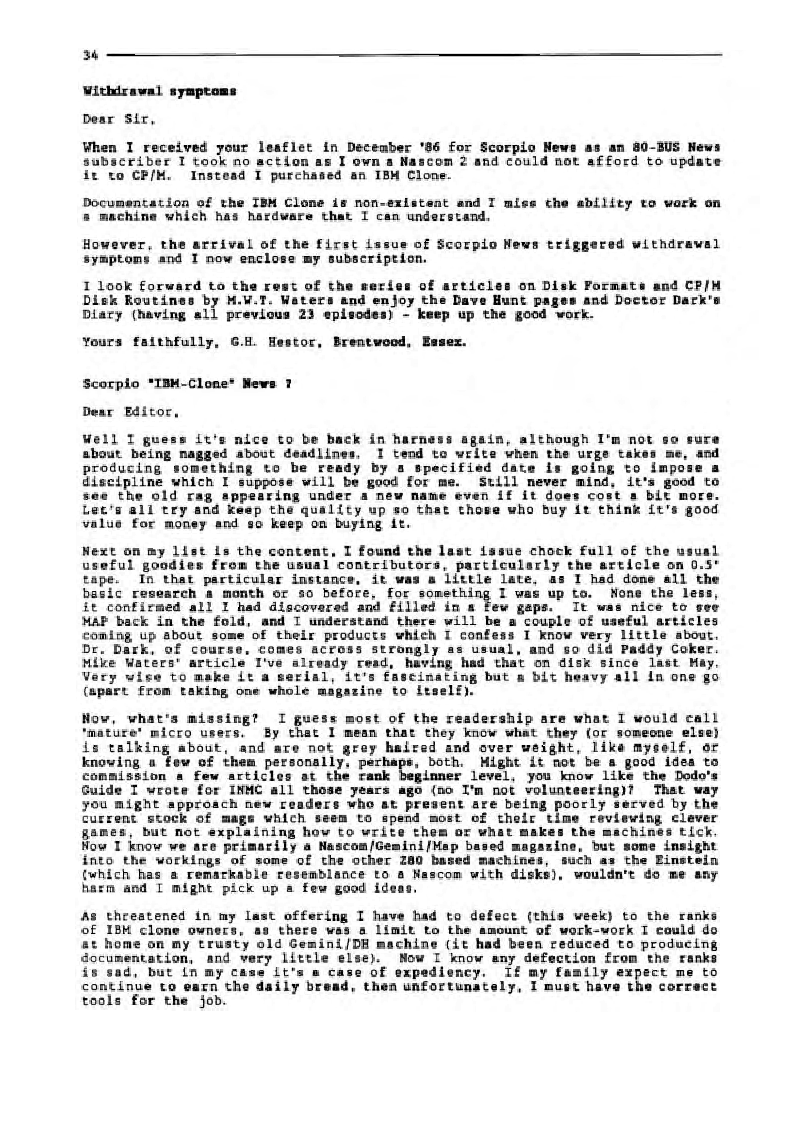 34
Withdrawal symptoms
Dear Sir,
When I received your leaflet in December '86 for Scorpio News as an 80-BUS News
subscriber I took no action as I own a Nascom 2 and could not afford to update
it to CP/M. Instead I purchased an IBM Clone.
Documentation of the IBM Clone is non-existent and I miss the ability to work on
a machine which has hardware that I can understand.
However, the arrival of the first issue of Scorpio News triggered withdrawal
symptoms and I now enclose my subscription.
I look forward to the rest of the series of articles on Disk Formats and CP/M
Disk Routines by M.W.T. Waters and enjoy the Dave Hunt pages and Doctor Dark's
Diary (having all previous 23 episodes) - keep up the good work.
Yours faithfully, G.H. Hestor, Brentwood, Essex.
Scorpio "IBM-Clone" News ?
Dear Editor,
Well I guess it's nice to be back in harness again, although I'm not so sure
about being nagged about deadlines. I tend to write when the urge takes me, and
producing something to be ready by a specified date is going to impose a
discipline which I suppose will be good for me. Still never mind, it's good to
see the old rag appearing under a new name even if it does cost a bit more.
Let's all try and keep the quality up so that those who buy it think it's good
value for money and so keep on buying it.
Next on my list is the content, I found the last issue chock full of the usual
useful goodies from the usual contributors, particularly the article on 0.5"
tape. In that particular instance, it was a little late, as I had done all the
basic research a month or so before, for something I was up to. None the less,
it confirmed all I had discovered and filled in a few gaps. It was nice to see
MAP back in the fold, and I understand there will be a couple of useful articles
coming up about some of their products which I confess I know very little about.
Dr. Dark, of course, comes across strongly as usual, and so did Paddy Coker.
Mike Waters' article I've already read, having had that on disk since last May.
Very wise to make it a serial, it's fascinating but a bit heavy all in one go
(apart from taking one whole magazine to itself).
Now, what's missing? I guess most of the readership are what I would call
'mature' micro users. By that I mean that they know what they (or someone else)
is talking about, and are not grey haired and over weight, like myself, or
knowing a few of them personally, perhaps, both. Might it not be a good idea to
commission a few articles at the rank beginner level, you know like the Dodo's
Guide I wrote for INMC all those years ago (no I'm not volunteering)? That way
you might approach new readers who at present are being poorly served by the
current stock of mags which seem to spend most of their time reviewing clever
games, but not explaining how to write them or what makes the machines tick.
Now I know we are primarily a Nascom/Gemini/Map based magazine, but some insight
into the workings of some of the other Z80 based machines, such as the Einstein
(which has a remarkable resemblance to a Nascom with disks), wouldn't do me any
harm and I might pick up a few good ideas.
As threatened in my last offering I have had to defect (this week) to the ranks
of IBM clone owners, as there was a limit to the amount of work-work I could do
at home on my trusty old Gemini/DH machine (it had been reduced to producing
documentation, and very little else). Now I know any defection from the ranks
is sad, but in my case it's a case of expediency. If my family expect me to
continue to earn the daily bread, then unfortunately, I must have the correct
tools for the job.